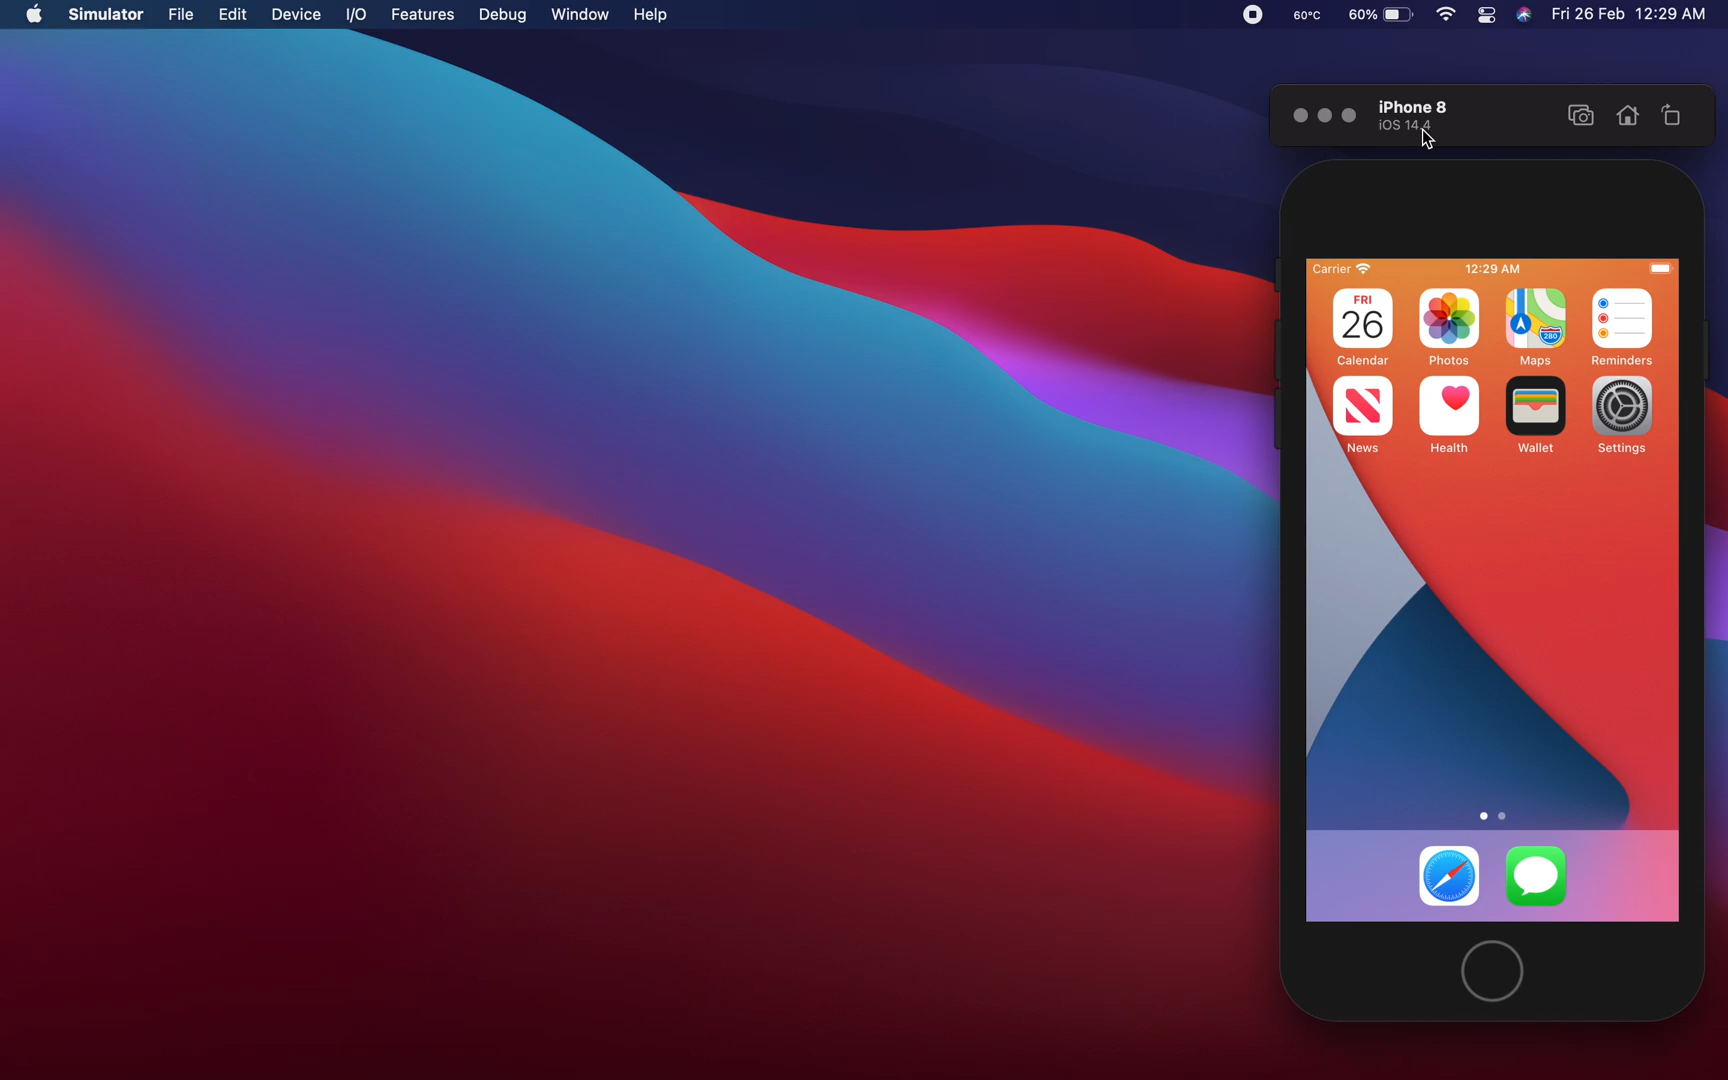 Simulator File Edit Device I/O Features Debug Window Help 60°C 60% Fri 26 Feb 12:29 AM
iPhone 8
iOS 14.4
Carrier 12:29 AM
FRI
26
280
Calendar Photos Maps Reminders
News Health Wallet Settings